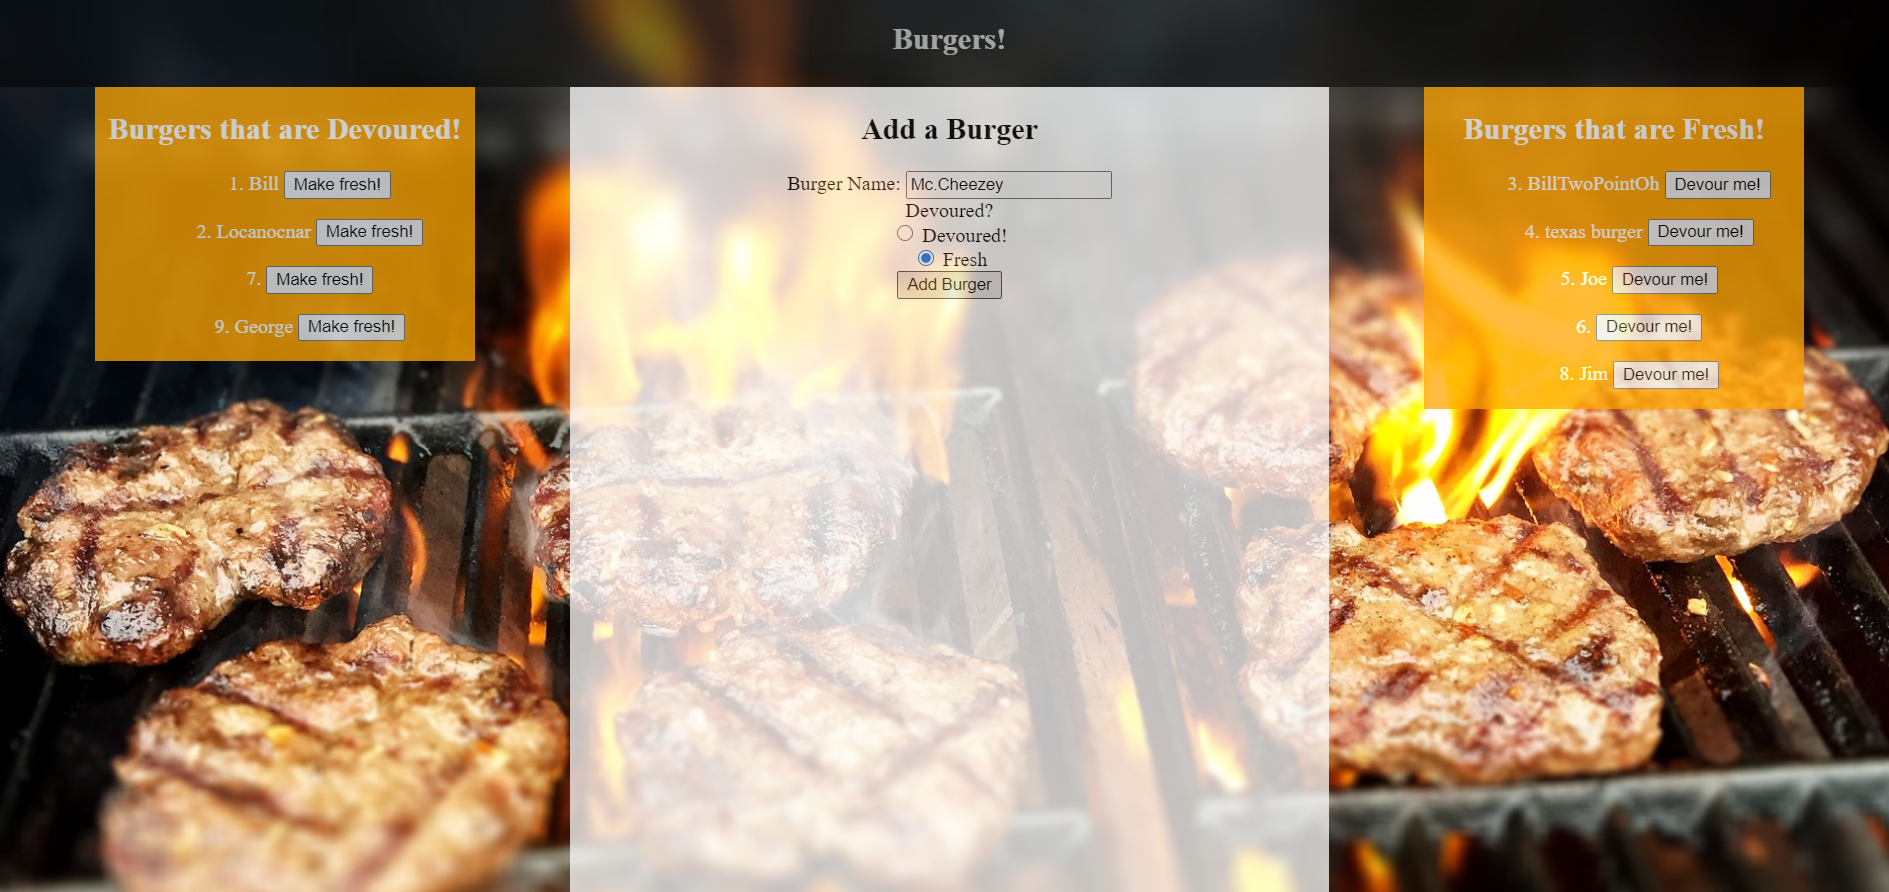 Burgers!
Burgers that are Devoured!
1. Bill Make fresh!
2. Locanocnar Make fresh!
7. Make fresh!
9. George Make fresh!
Add a Burger
Burger Name: Mc.Cheezey
Devoured?
Devoured!
Fresh
Add Burger
Burgers that are Fresh!
3. BillTwoPointOh Devour me!
4. texas burger Devour me!
5. Joe Devour me!
6. Devour me!
8. Jim Devour me!